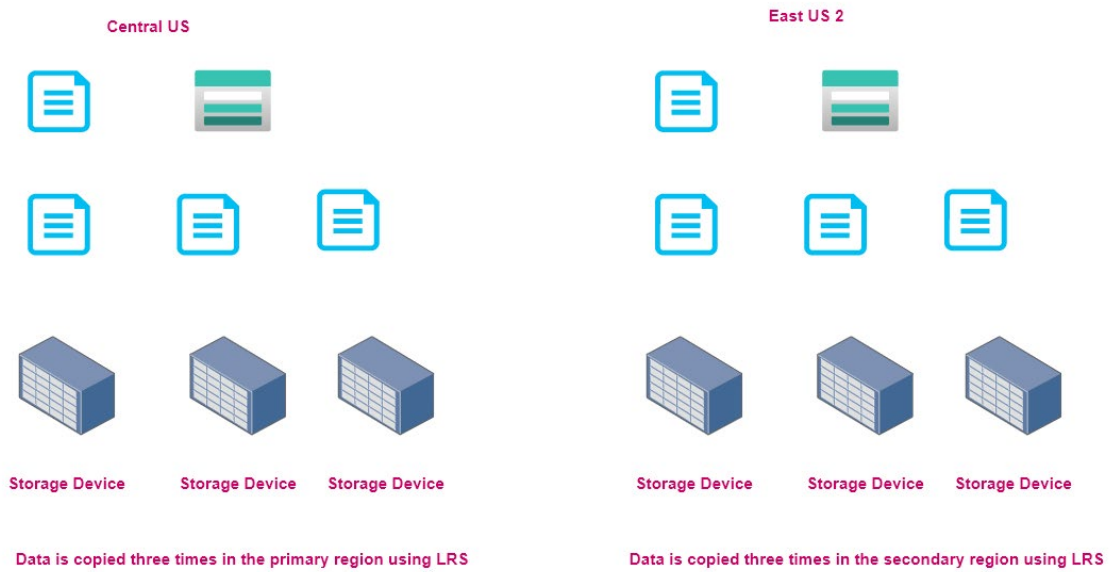 Central US
East US 2
Storage Device
Storage Device
Storage Device
Storage Device
Storage Device
Storage Device
Data is copied three times in the primary region using LRS
Data is copied three times in the secondary region using LRS